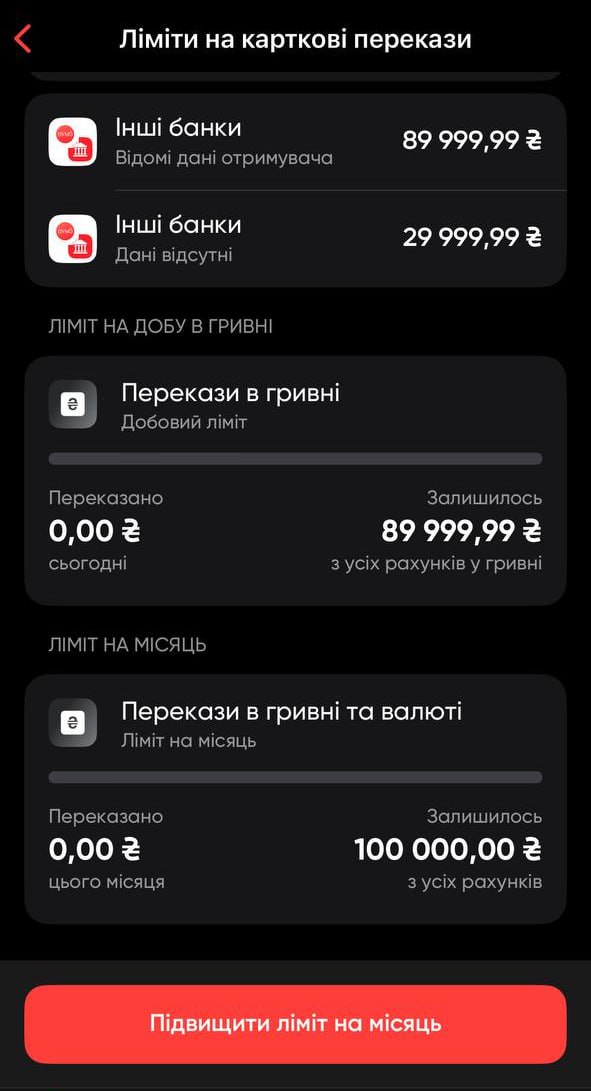 Ліміти на карткові перекази
Інші банки
89 999,99 ₴
Відомі дані отримувача
Інші банки
29 999,99 ₴
Дані відсутні
ЛІМІТ НА ДОБУ В ГРИВНІ
₴
Перекази в гривні
Добовий ліміт
Переказано
Залишилось
0,00 ₴
89 999,99 ₴
сьогодні
з усіх рахунків у гривні
ЛІМІТ НА МІСЯЦЬ
₴
Перекази в гривні та валюті
Ліміт на місяць
Переказано
Залишилось
0,00 ₴
100 000,00 ₴
цього місяця
з усіх рахунків
Підвищити ліміт на місяць